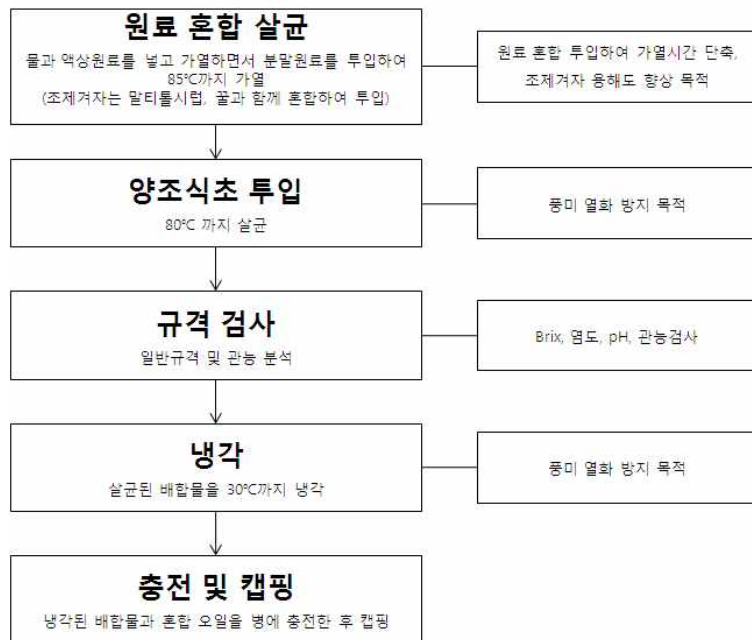 원료 혼합 살균
물과 액상원료를 넣고 가열하면서 분말원료를 투입하여
85℃까지 가열
(조제겨자는 말티톨시럽, 꿀과 함께 혼합하여 투입)
원료 혼합 투입하여 가열시간 단축,
조제겨자 용해도 향상 목적
양조식초 투입
80℃ 까지 살균
풍미 열화 방지 목적
규격 검사
일반규격 및 관능 분석
Brix, 염도, pH, 관능검사
냉각
살균된 배합물을 30℃까지 냉각
풍미 열화 방지 목적
충전 및 캡핑
냉각된 배합물과 혼합 오일을 병에 충전한 후 캡핑